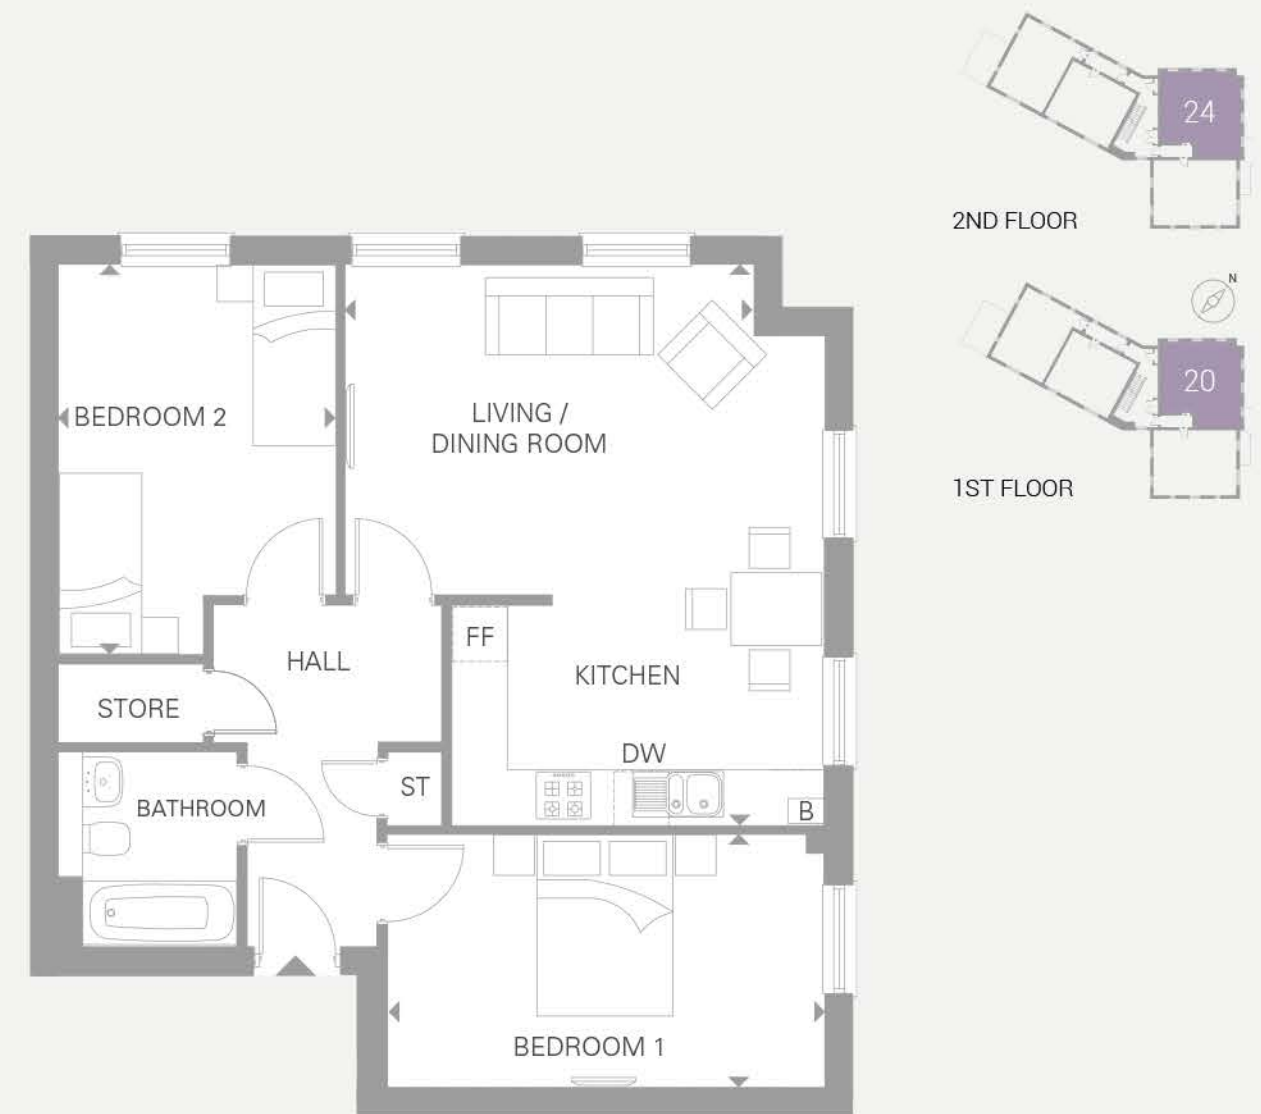 24
2ND FLOOR
N
20
1ST FLOOR
BEDROOM 2
LIVING /
DINING ROOM
FF
HALL
KITCHEN
STORE
DW
ST
BATHROOM
B
BEDROOM 1